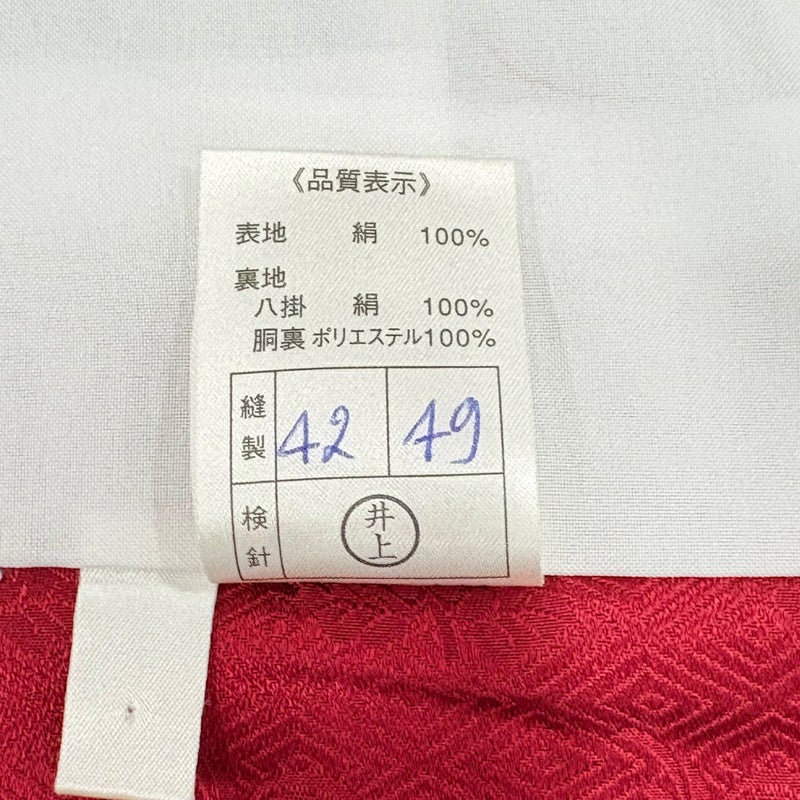 《品質表示》
表地 絹 100%
裏地
八掛 絹 100%
胴裏 ポリエステル100%
縫製 42 49
検針 井上